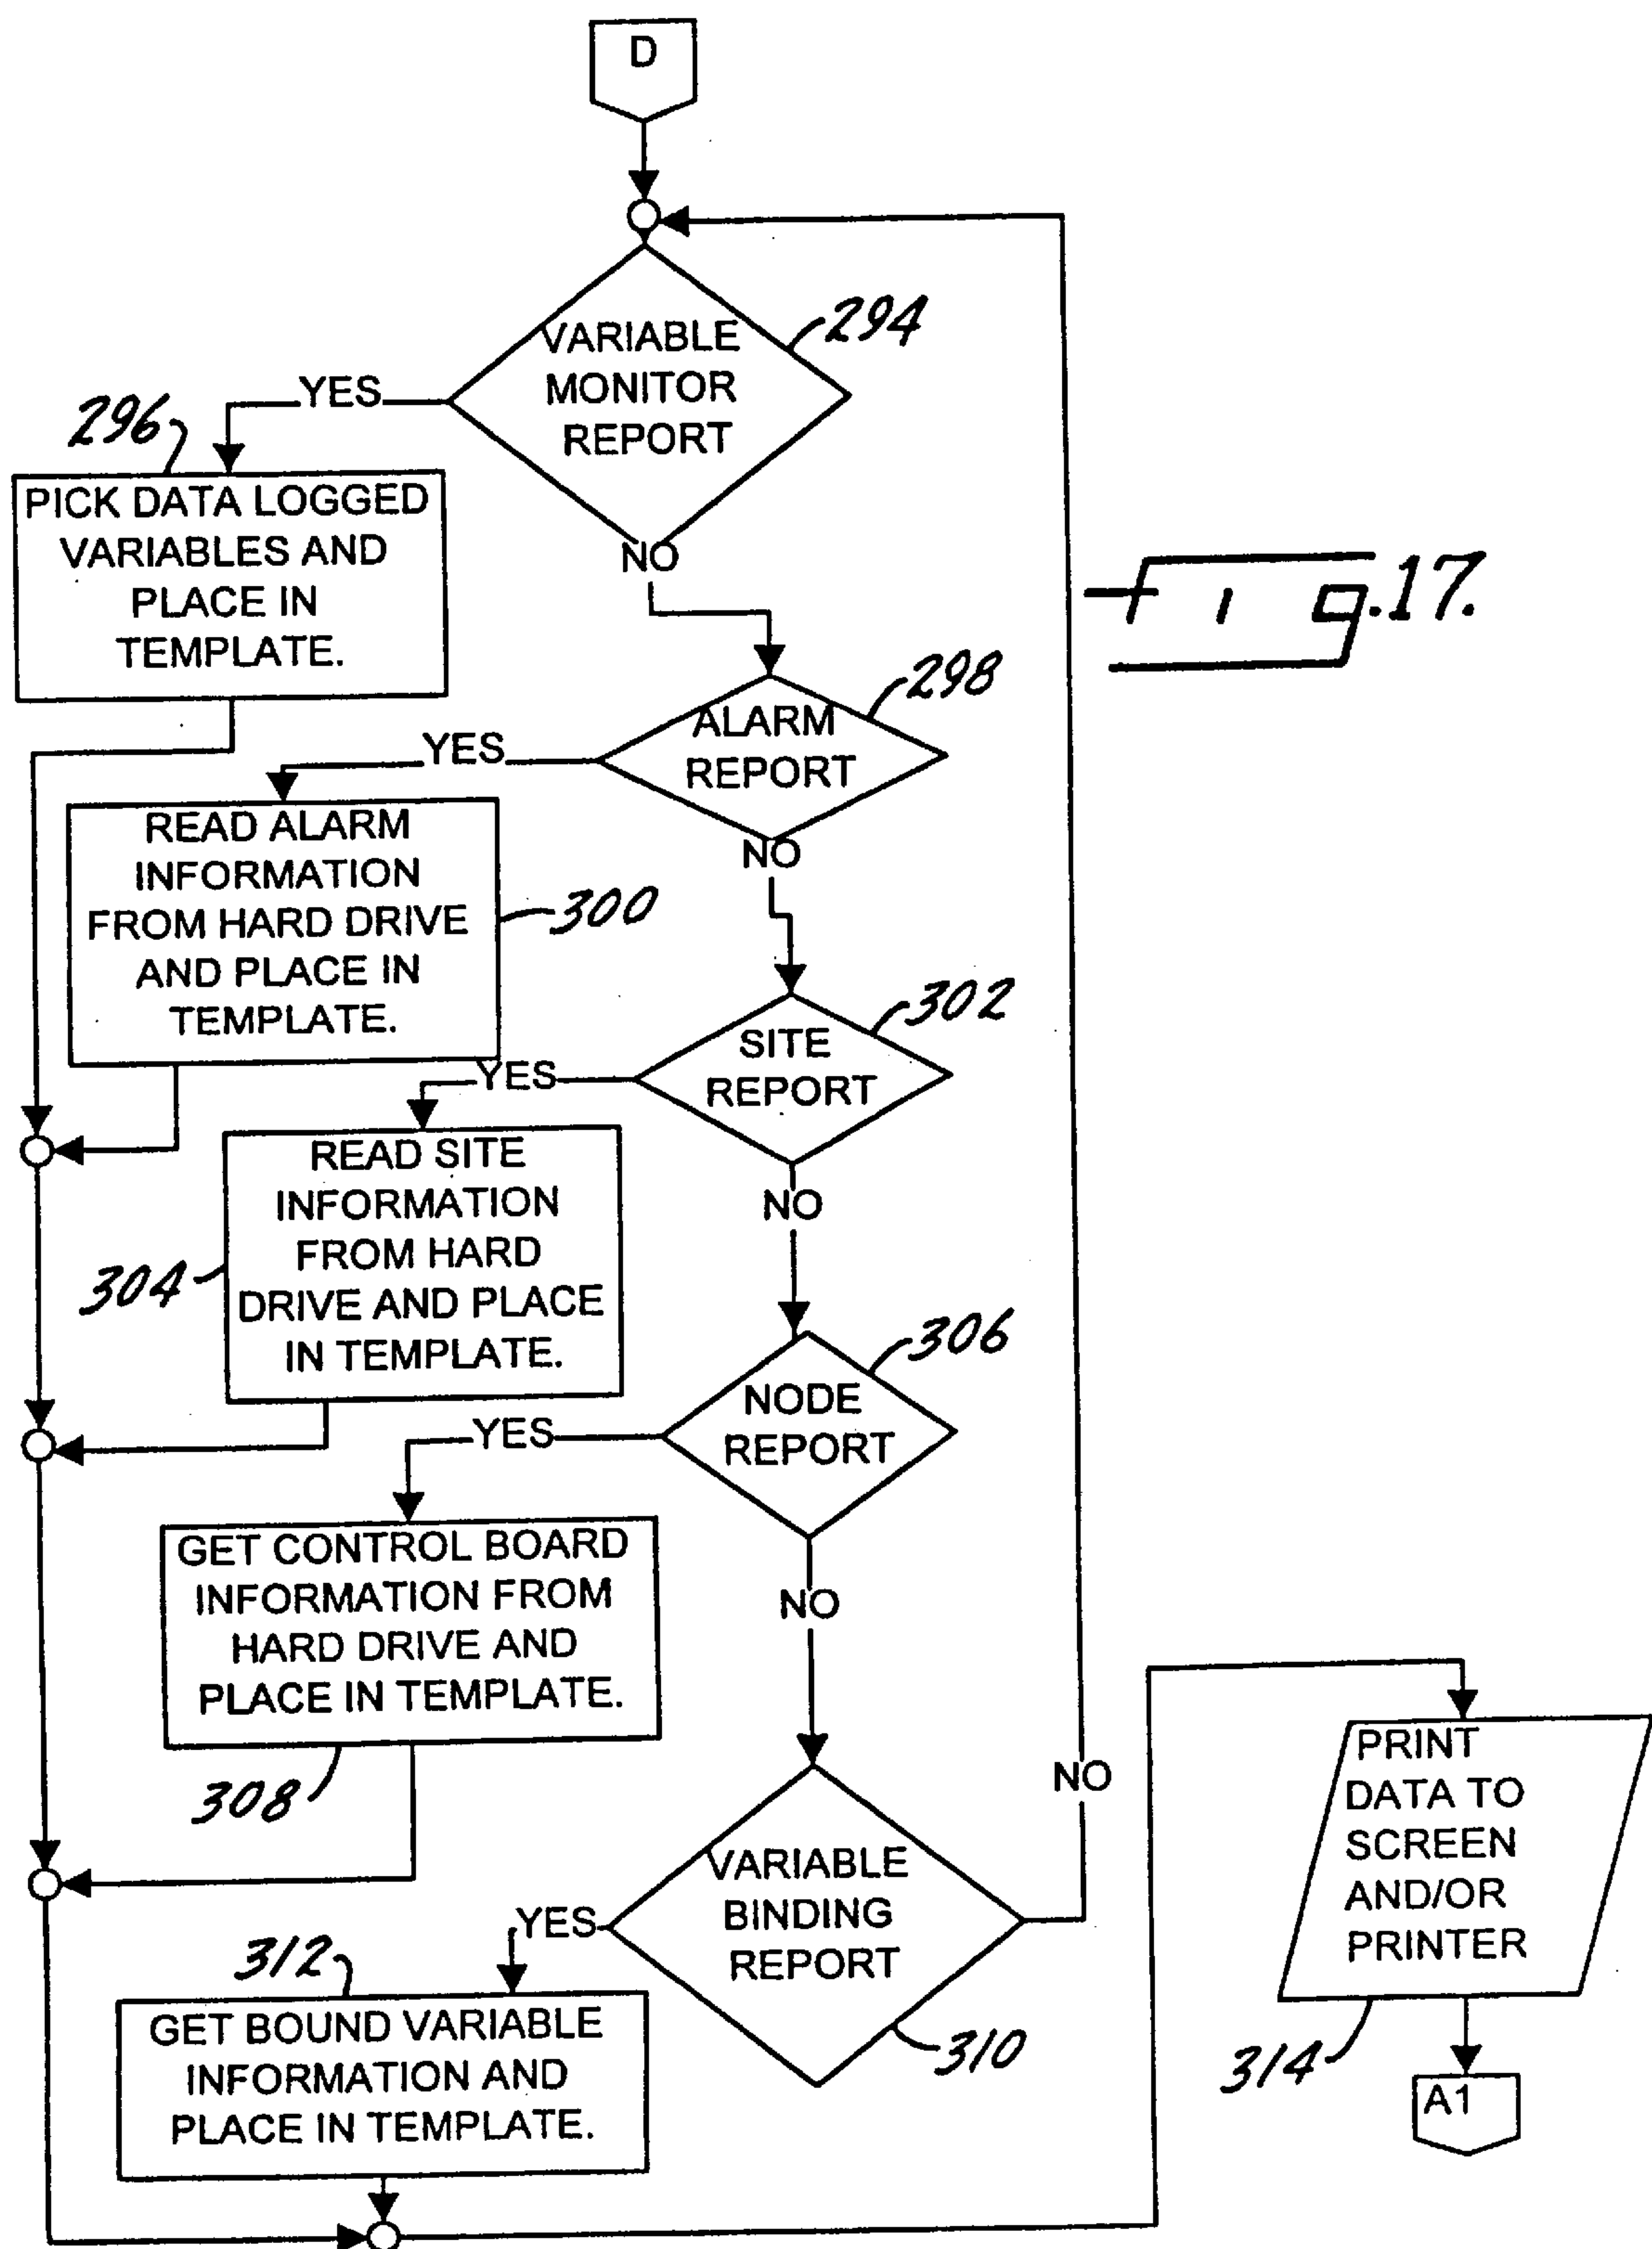 D
VARIABLE
MONITOR
REPORT
294
YES
296
PICK DATA LOGGED
VARIABLES AND
PLACE IN
TEMPLATE.
NO
Fig.17.
298
ALARM
REPORT
YES
READ ALARM
INFORMATION
FROM HARD DRIVE
AND PLACE IN
TEMPLATE.
300
NO
302
SITE
REPORT
YES
READ SITE
INFORMATION
FROM HARD
DRIVE AND PLACE
IN TEMPLATE.
304
NO
306
NODE
REPORT
YES
GET CONTROL BOARD
INFORMATION FROM
HARD DRIVE AND
PLACE IN TEMPLATE.
308
NO
VARIABLE
BINDING
REPORT
310
NO
YES
312
GET BOUND VARIABLE
INFORMATION AND
PLACE IN TEMPLATE.
PRINT
DATA TO
SCREEN
AND/OR
PRINTER
314
A1